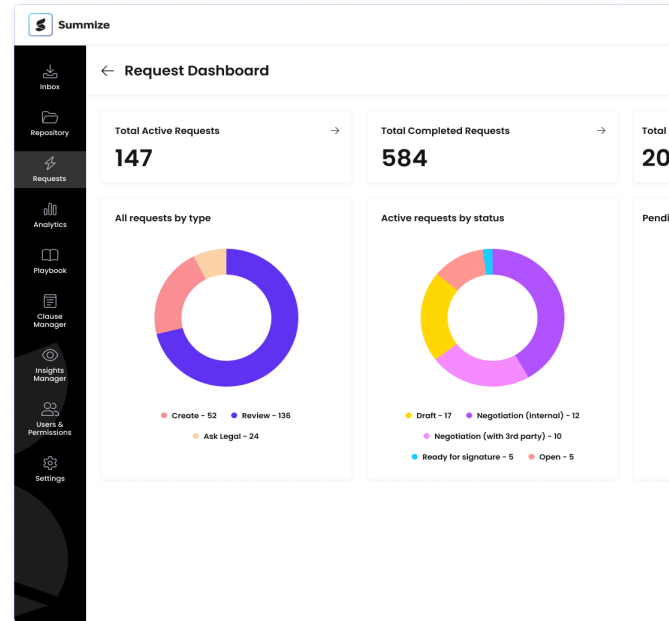 Summize
Inbox
Repository
Requests
Analytics
Playbook
Clause
Manager
Insights
Manager
Users &
Permissions
Settings
← Request Dashboard
Total Active Requests →
147
Total Completed Requests →
584
Total
20
All requests by type
Create - 52 Review - 136
Ask Legal - 24
Active requests by status
Draft - 17 Negotiation (internal) - 12
Negotiation (with 3rd party) - 10
Ready for signature - 5 Open - 5
Pendi